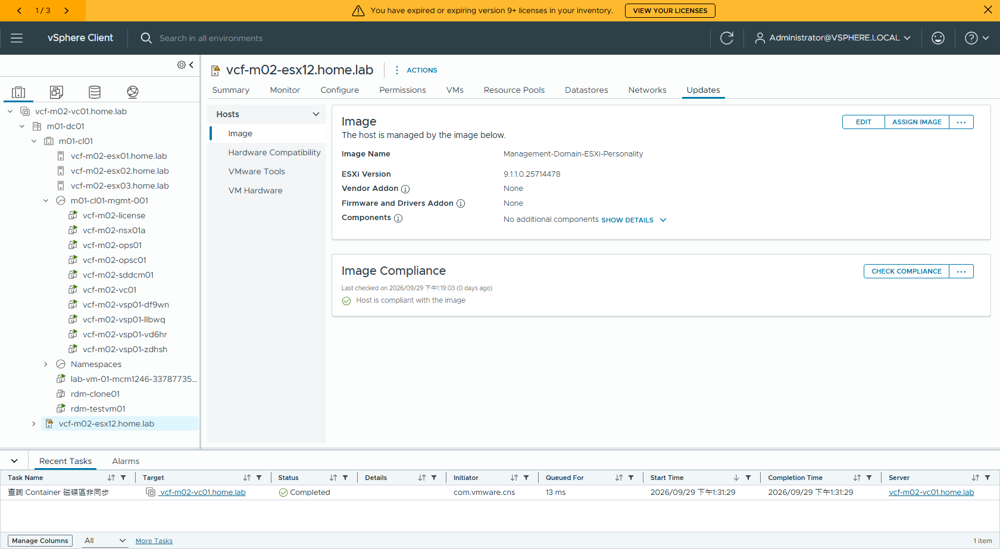 1 / 3
You have expired or expiring version 9+ licenses in your inventory.
VIEW YOUR LICENSES
vSphere Client
Search in all environments
Administrator@VSPHERE.LOCAL
vcf-m02-vc01.home.lab
m01-dc01
m01-cl01
vcf-m02-esx01.home.lab
vcf-m02-esx02.home.lab
vcf-m02-esx03.home.lab
m01-cl01-mgmt-001
vcf-m02-license
vcf-m02-nsx01a
vcf-m02-ops01
vcf-m02-opsc01
vcf-m02-sddcm01
vcf-m02-vc01
vcf-m02-vsp01-df9wn
vcf-m02-vsp01-llbwq
vcf-m02-vsp01-vd6hr
vcf-m02-vsp01-zdhsh
Namespaces
lab-vm-01-mcm1246-33787735...
rdm-clone01
rdm-testvm01
vcf-m02-esx12.home.lab
vcf-m02-esx12.home.lab
ACTIONS
Summary Monitor Configure Permissions VMs Resource Pools Datastores Networks Updates
Hosts
Image
Hardware Compatibility
VMware Tools
VM Hardware
Image
EDIT ASSIGN IMAGE ...
The host is managed by the image below.
Image Name Management-Domain-ESXi-Personality
ESXi Version 9.1.1.0.25714478
Vendor Addon None
Firmware and Drivers Addon None
Components No additional components SHOW DETAILS
Image Compliance
CHECK COMPLIANCE ...
Last checked on 2026/09/29 下午1:19:03 (0 days ago)
Host is compliant with the image
Recent Tasks Alarms
Task Name Target Status Details Initiator Queued For Start Time Completion Time Server
查詢 Container 磁碟區非同步 vcf-m02-vc01.home.lab Completed com.vmware.cns 13 ms 2026/09/29 下午1:31:29 2026/09/29 下午1:31:29 vcf-m02-vc01.home.lab
Manage Columns All More Tasks 1 item